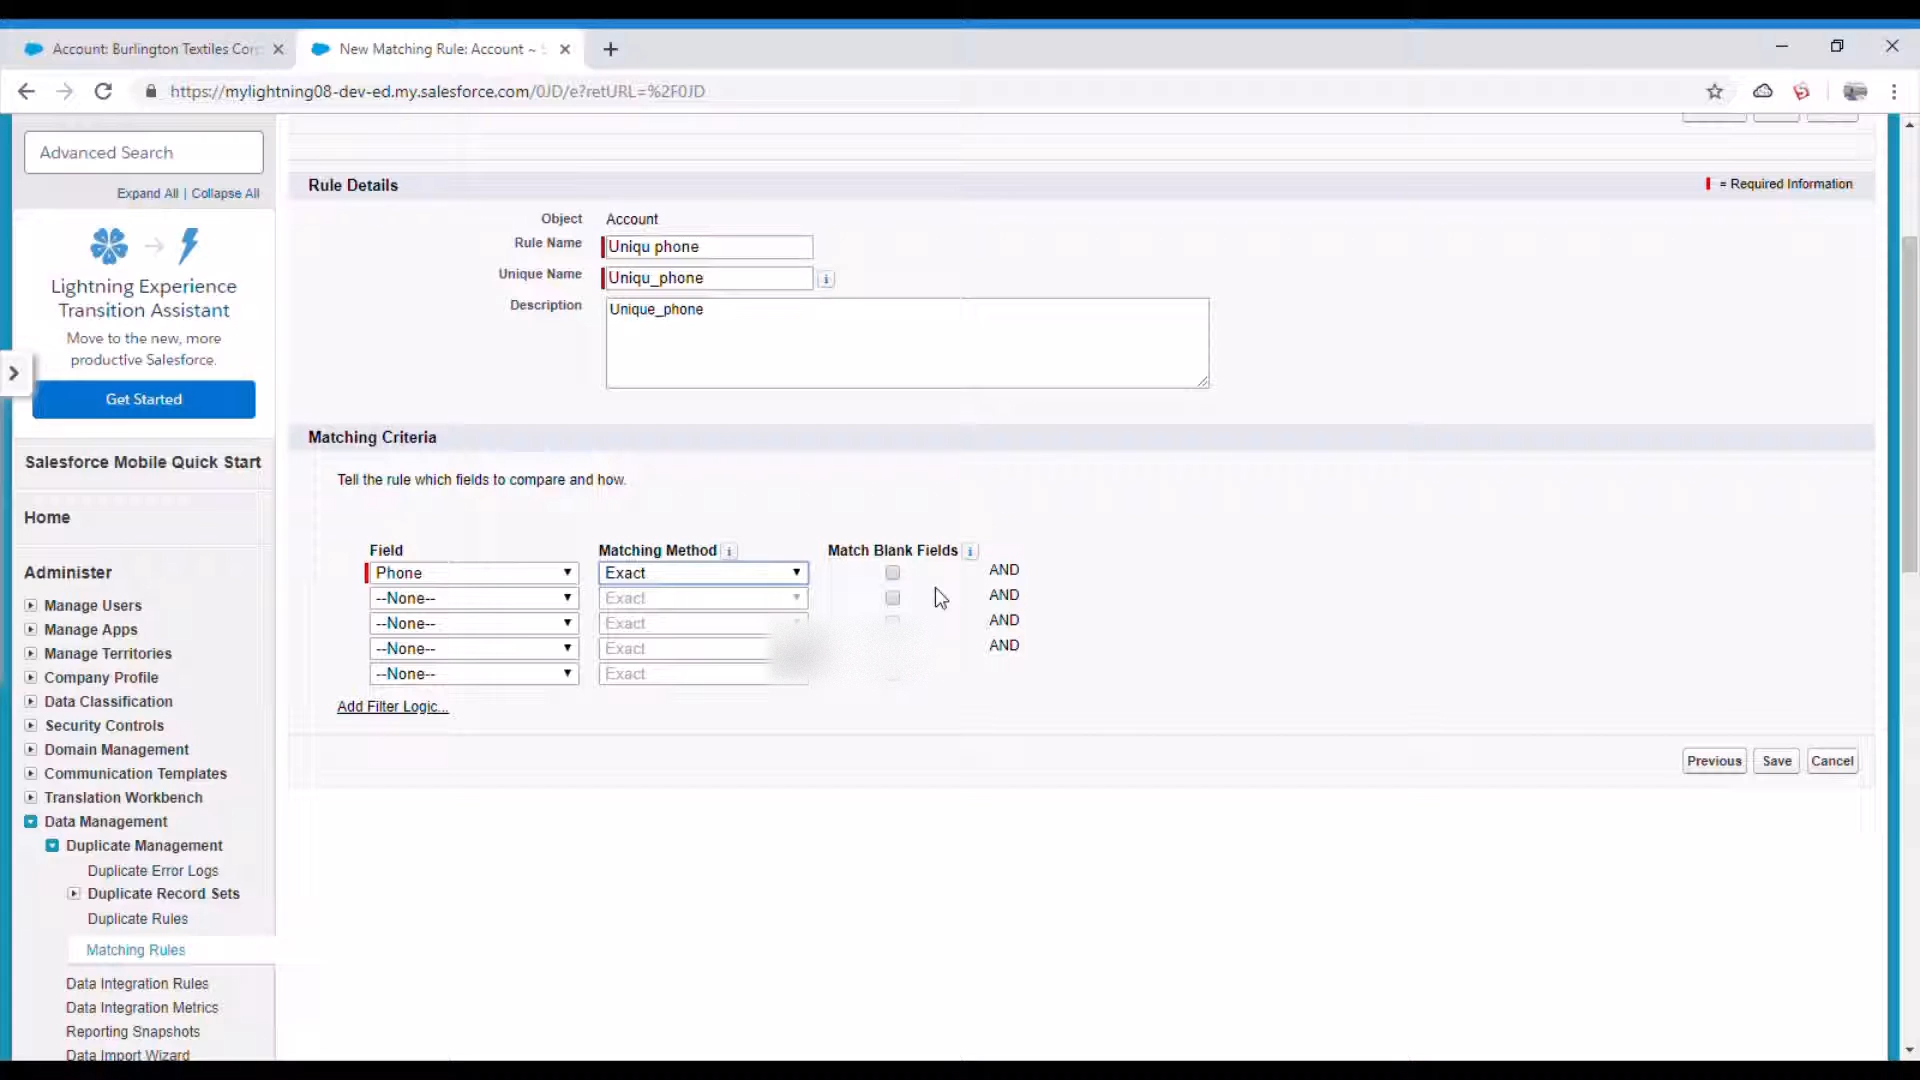 Account: Burlington Textiles Corp
New Matching Rule: Account ~
https://mylightning08-dev-ed.my.salesforce.com/0JD/e?retURL=%2F0JD
Advanced Search
Expand All | Collapse All
Lightning Experience
Transition Assistant
Move to the new, more
productive Salesforce.
Get Started
Salesforce Mobile Quick Start
Home
Administer
Manage Users
Manage Apps
Manage Territories
Company Profile
Data Classification
Security Controls
Domain Management
Communication Templates
Translation Workbench
Data Management
Duplicate Management
Duplicate Error Logs
Duplicate Record Sets
Duplicate Rules
Matching Rules
Data Integration Rules
Data Integration Metrics
Reporting Snapshots
Data Import Wizard
Rule Details
= Required Information
Object Account
Rule Name Uniqu phone
Unique Name Uniqu_phone
Description Unique_phone
Matching Criteria
Tell the rule which fields to compare and how.
Field Matching Method Match Blank Fields
Phone Exact AND
--None-- Exact AND
--None-- Exact AND
--None-- Exact AND
--None-- Exact
Add Filter Logic...
Previous Save Cancel